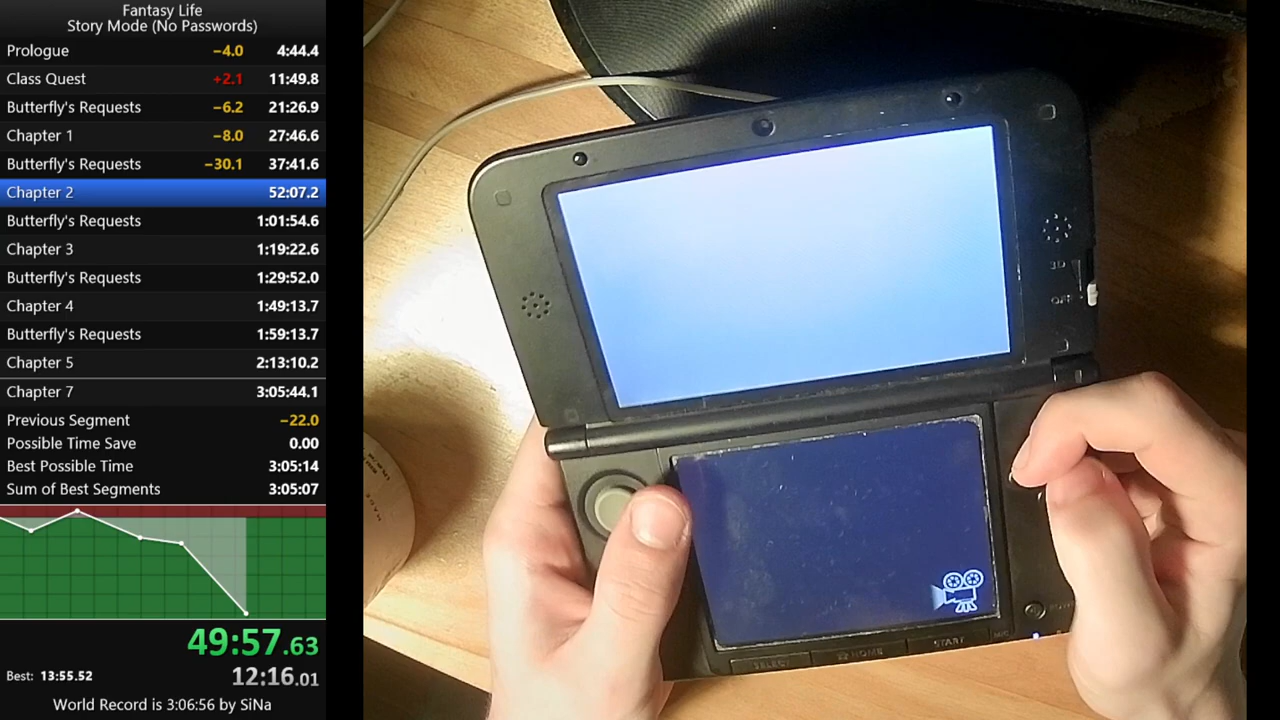 Fantasy Life
Story Mode (No Passwords)
Prologue −4.0 4:44.4
Class Quest +2.1 11:49.8
Butterfly's Requests −6.2 21:26.9
Chapter 1 −8.0 27:46.6
Butterfly's Requests −30.1 37:41.6
Chapter 2 52:07.2
Butterfly's Requests 1:01:54.6
Chapter 3 1:19:22.6
Butterfly's Requests 1:29:52.0
Chapter 4 1:49:13.7
Butterfly's Requests 1:59:13.7
Chapter 5 2:13:10.2
Chapter 7 3:05:44.1
Previous Segment −22.0
Possible Time Save 0.00
Best Possible Time 3:05:14
Sum of Best Segments 3:05:07
49:57.63
Best: 13:55.52 12:16.01
World Record is 3:06:56 by SiNa
3D
OFF
SELECT
HOME
START
MIC